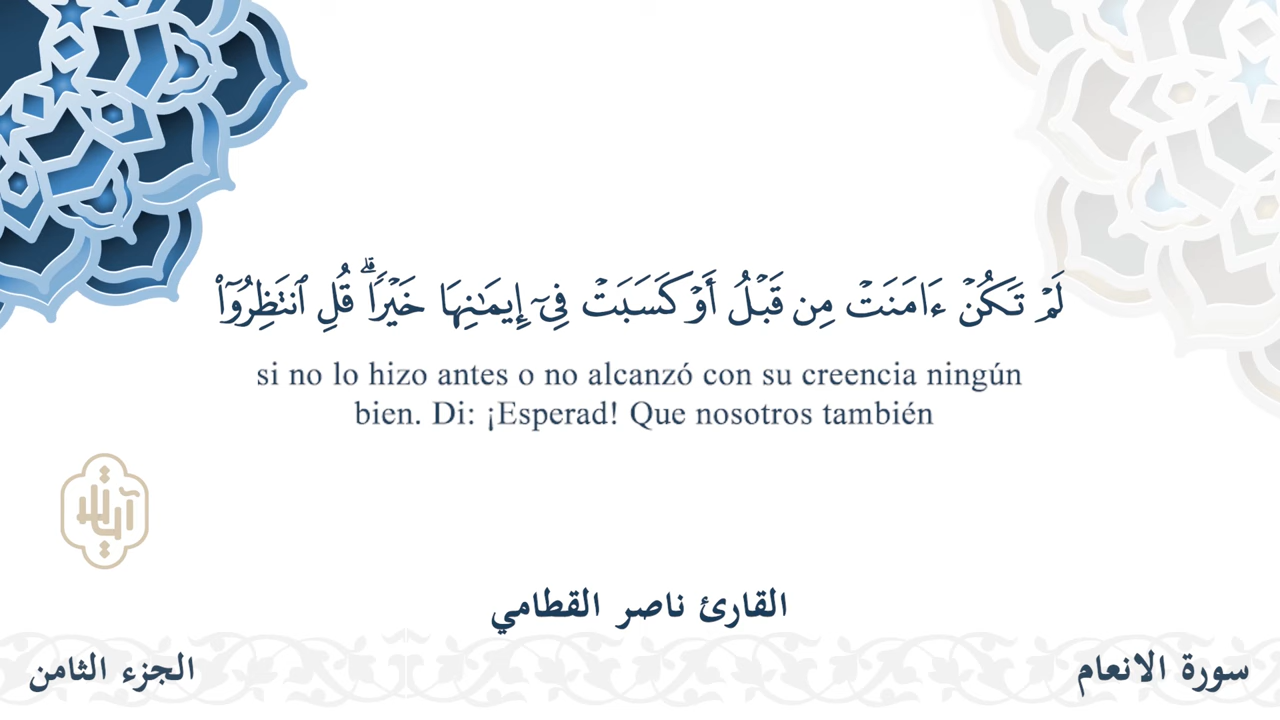 لَمْ تَكُنْ ءَامَنَتْ مِن قَبْلُ أَوْ كَسَبَتْ فِىٓ إِيمَـٰنِهَا خَيْرًا ۗ قُلِ ٱنتَظِرُوٓا۟
si no lo hizo antes o no alcanzó con su creencia ningún
bien. Di: ¡Esperad! Que nosotros también
القارئ ناصر القطامي
سورة الانعام
الجزء الثامن